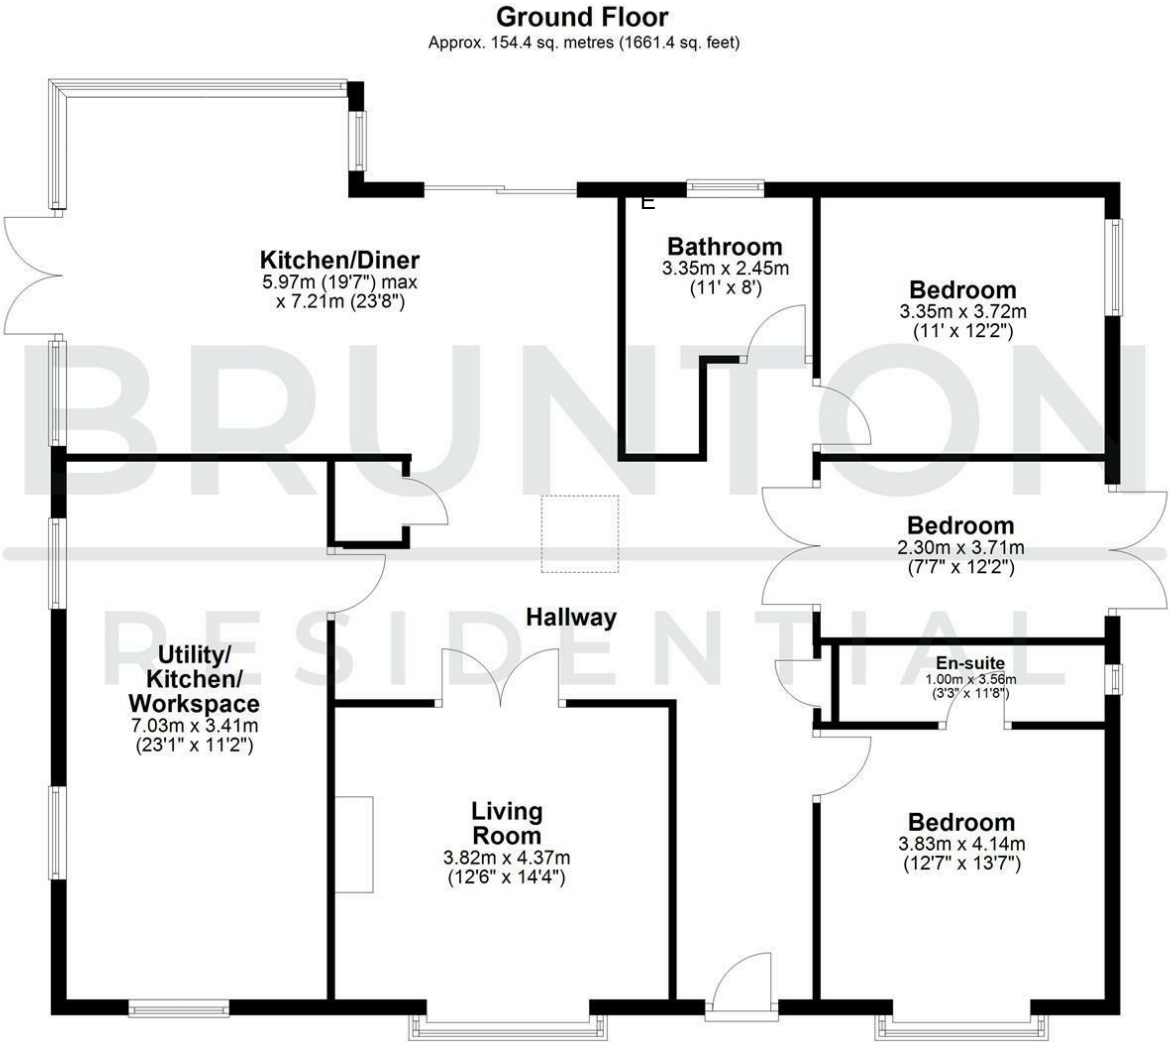 Ground Floor
Approx. 154.4 sq. metres (1661.4 sq. feet)
E
Kitchen/Diner
5.97m (19'7") max
x 7.21m (23'8")
Bathroom
3.35m x 2.45m
(11' x 8')
Bedroom
3.35m x 3.72m
(11' x 12'2")
BRUNTON
RESIDENTIAL
Bedroom
2.30m x 3.71m
(7'7" x 12'2")
Hallway
Utility/
Kitchen/
Workspace
7.03m x 3.41m
(23'1" x 11'2")
En-suite
1.00m x 3.56m
(3'3" x 11'8")
Living
Room
3.82m x 4.37m
(12'6" x 14'4")
Bedroom
3.83m x 4.14m
(12'7" x 13'7")